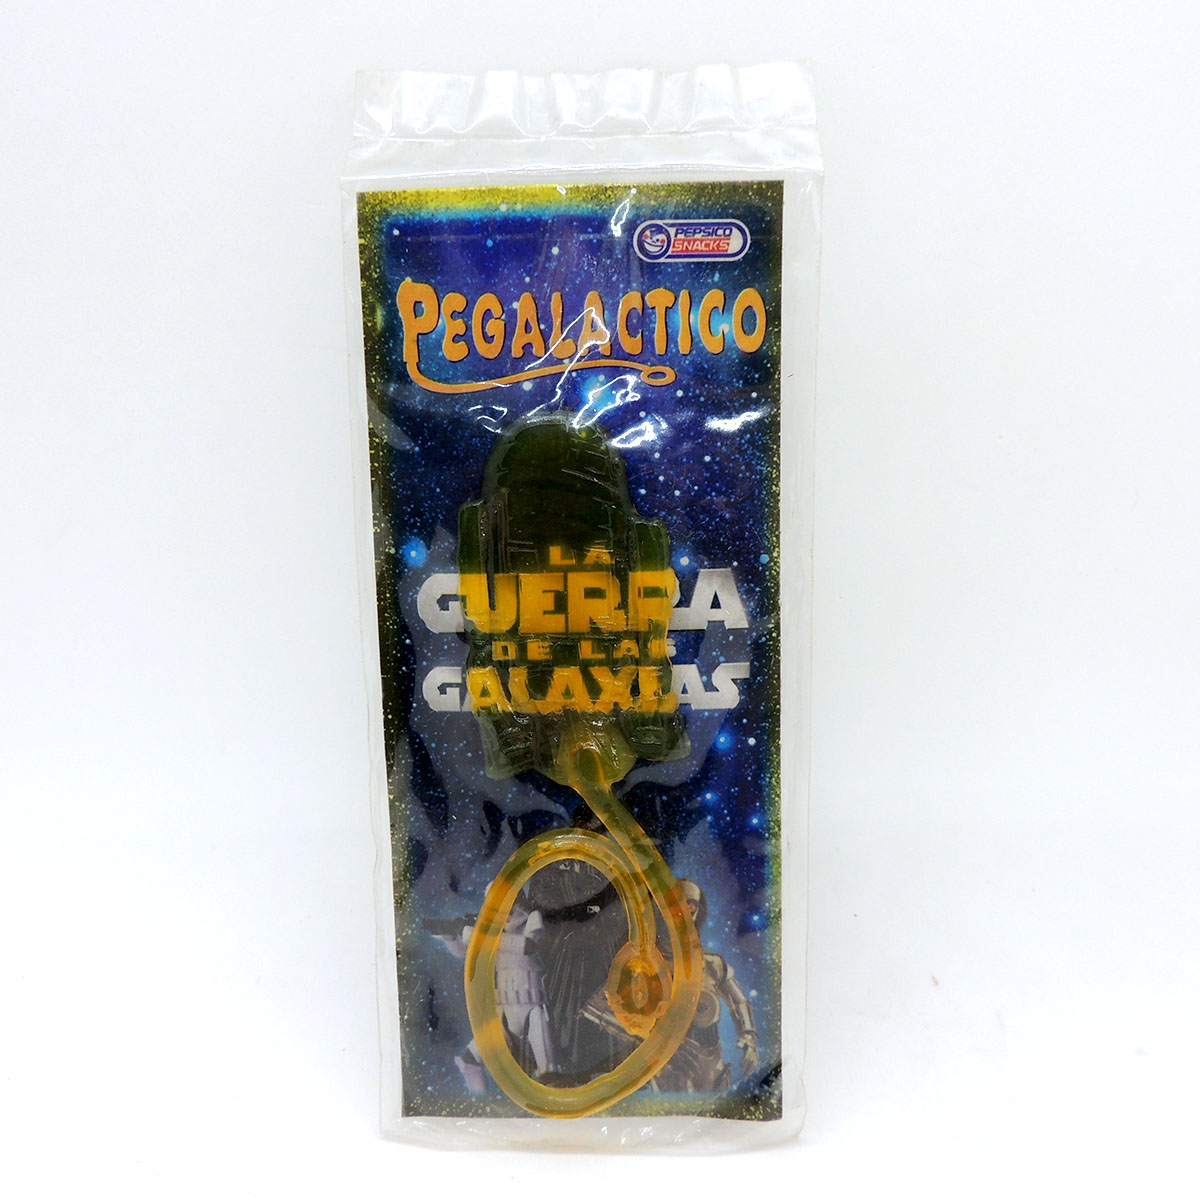 PEPSICO
SNACKS
PEGALACTICO
LA
GUERRA
DE LAS
GALAXIAS